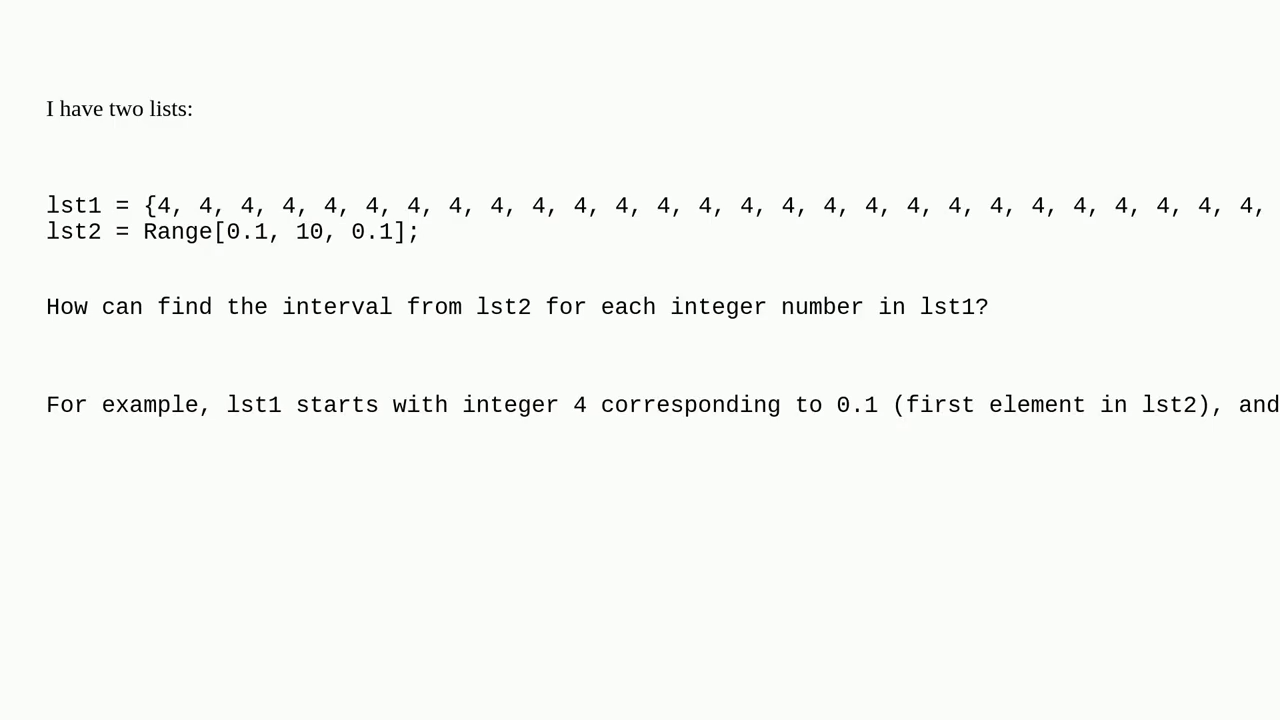 I have two lists:
lst1 = {4, 4, 4, 4, 4, 4, 4, 4, 4, 4, 4, 4, 4, 4, 4, 4, 4, 4, 4, 4, 4, 4, 4, 4, 4, 4, 4,
lst2 = Range[0.1, 10, 0.1];
How can find the interval from lst2 for each integer number in lst1?
For example, lst1 starts with integer 4 corresponding to 0.1 (first element in lst2), and